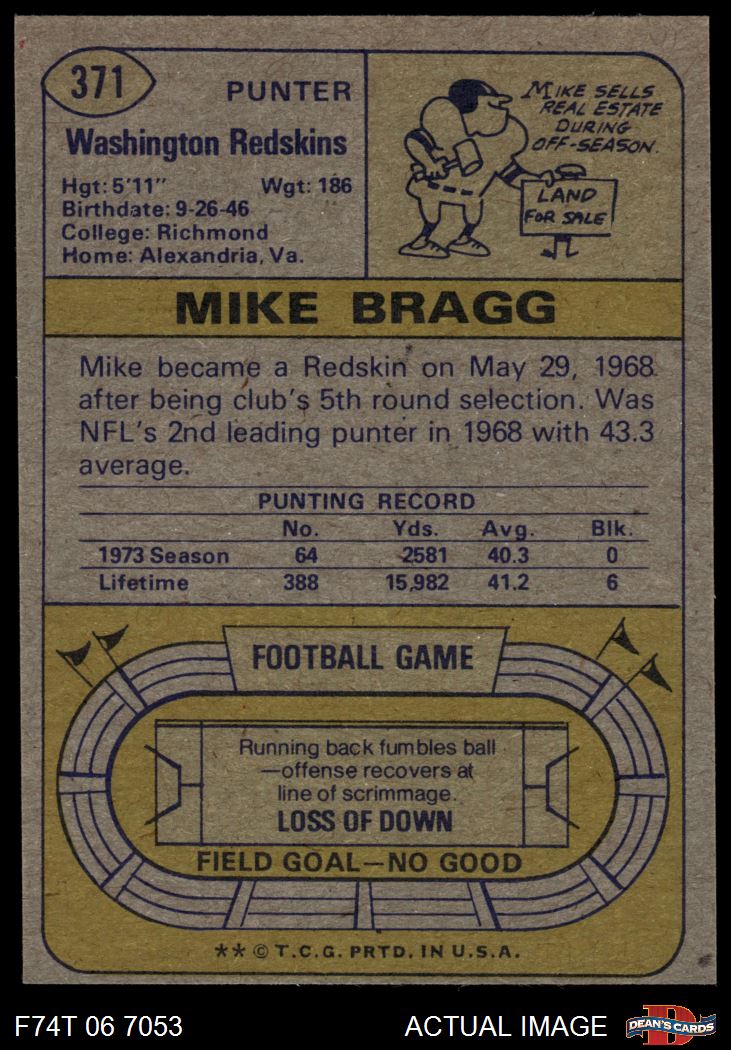 371
PUNTER
Washington Redskins
Hgt: 5'11" Wgt: 186
Birthdate: 9-26-46
College: Richmond
Home: Alexandria, Va.
MIKE SELLS
REAL ESTATE
DURING
OFF-SEASON.
LAND
FOR SALE
MIKE BRAGG
Mike became a Redskin on May 29, 1968
after being club's 5th round selection. Was
NFL's 2nd leading punter in 1968 with 43.3
average.
PUNTING RECORD
No. Yds. Avg. Blk.
1973 Season 64 2581 40.3 0
Lifetime 388 15,982 41.2 6
FOOTBALL GAME
Running back fumbles ball
—offense recovers at
line of scrimmage.
LOSS OF DOWN
FIELD GOAL—NO GOOD
** © T.C.G. PRTD. IN U.S.A.
F74T 06 7053 ACTUAL IMAGE
D
DEAN'S CARDS